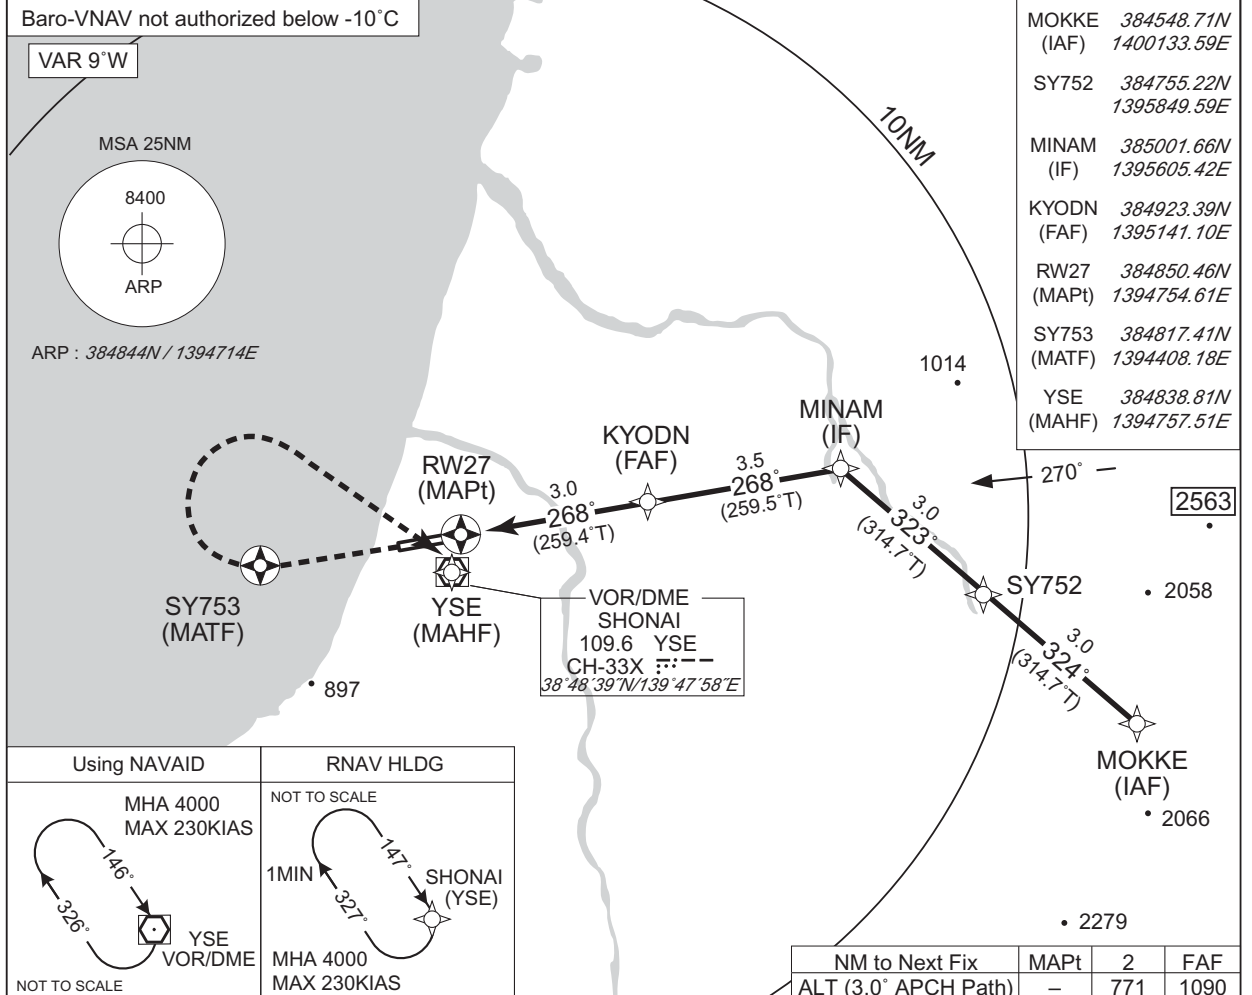 Baro-VNAV not authorized below -10˚C
VAR 9˚W
MSA 25NM
8400
ARP
ARP : 384844N / 1394714E
10NM
MOKKE 384548.71N
(IAF) 1400133.59E
SY752 384755.22N
1395849.59E
MINAM 385001.66N
(IF) 1395605.42E
KYODN 384923.39N
(FAF) 1395141.10E
RW27 384850.46N
(MAPt) 1394754.61E
SY753 384817.41N
(MATF) 1394408.18E
YSE 384838.81N
(MAHF) 1394757.51E
1014
MINAM
(IF)
KYODN
(FAF)
RW27
(MAPt)
3.5
268˚
(259.5˚T)
3.0
268˚
(259.4˚T)
270˚
2563
3.0
323˚
(314.7˚T)
SY752
2058
3.0
324˚
(314.7˚T)
MOKKE
(IAF)
2066
2279
SY753
(MATF)
YSE
(MAHF)
VOR/DME
SHONAI
109.6 YSE
CH-33X
38˚48´39˝N/139˚47´58˝E
897
Using NAVAID
MHA 4000
MAX 230KIAS
146˚
326˚
YSE
VOR/DME
NOT TO SCALE
RNAV HLDG
NOT TO SCALE
1MIN
147˚
327˚
SHONAI
(YSE)
MHA 4000
MAX 230KIAS
NM to Next Fix MAPt 2 FAF
ALT (3.0˚ APCH Path) – 771 1090